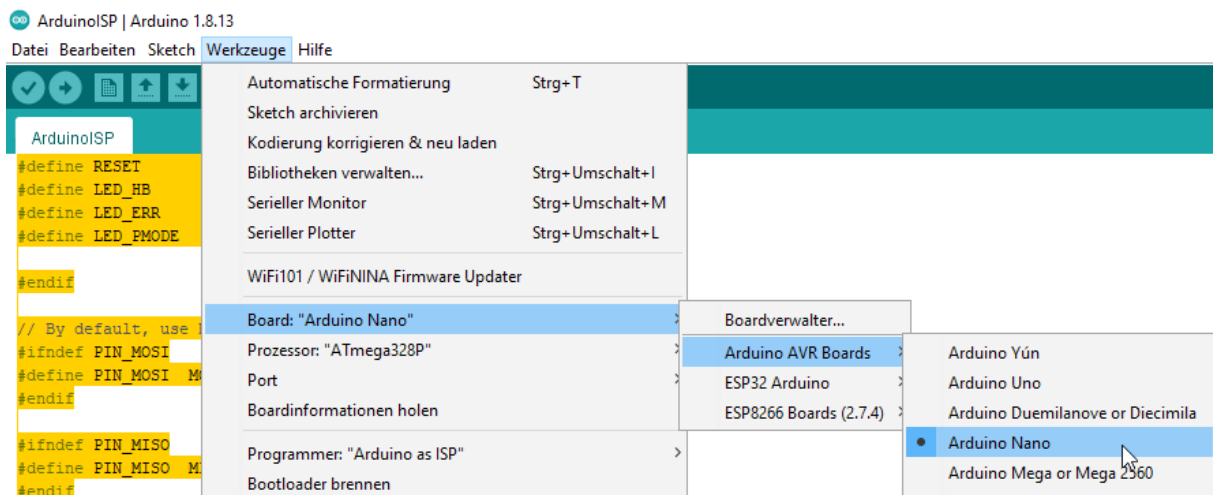 ArduinoISP | Arduino 1.8.13
Datei Bearbeiten Sketch Werkzeuge Hilfe
ArduinoISP
#define RESET
#define LED_HB
#define LED_ERR
#define LED_PMODE
#endif
// By default, use
#ifndef PIN_MOSI
#define PIN_MOSI
#endif
#ifndef PIN_MISO
#define PIN_MISO
#endif
Automatische Formatierung Strg+T
Sketch archivieren
Kodierung korrigieren & neu laden
Bibliotheken verwalten... Strg+Umschalt+I
Serieller Monitor Strg+Umschalt+M
Serieller Plotter Strg+Umschalt+L
WiFi101 / WiFiNINA Firmware Updater
Board: "Arduino Nano"
Prozessor: "ATmega328P"
Port
Boardinformationen holen
Programmer: "Arduino as ISP"
Bootloader brennen
Boardverwalter...
Arduino AVR Boards
ESP32 Arduino
ESP8266 Boards (2.7.4)
Arduino Yún
Arduino Uno
Arduino Duemilanove or Diecimila
Arduino Nano
Arduino Mega or Mega 2560